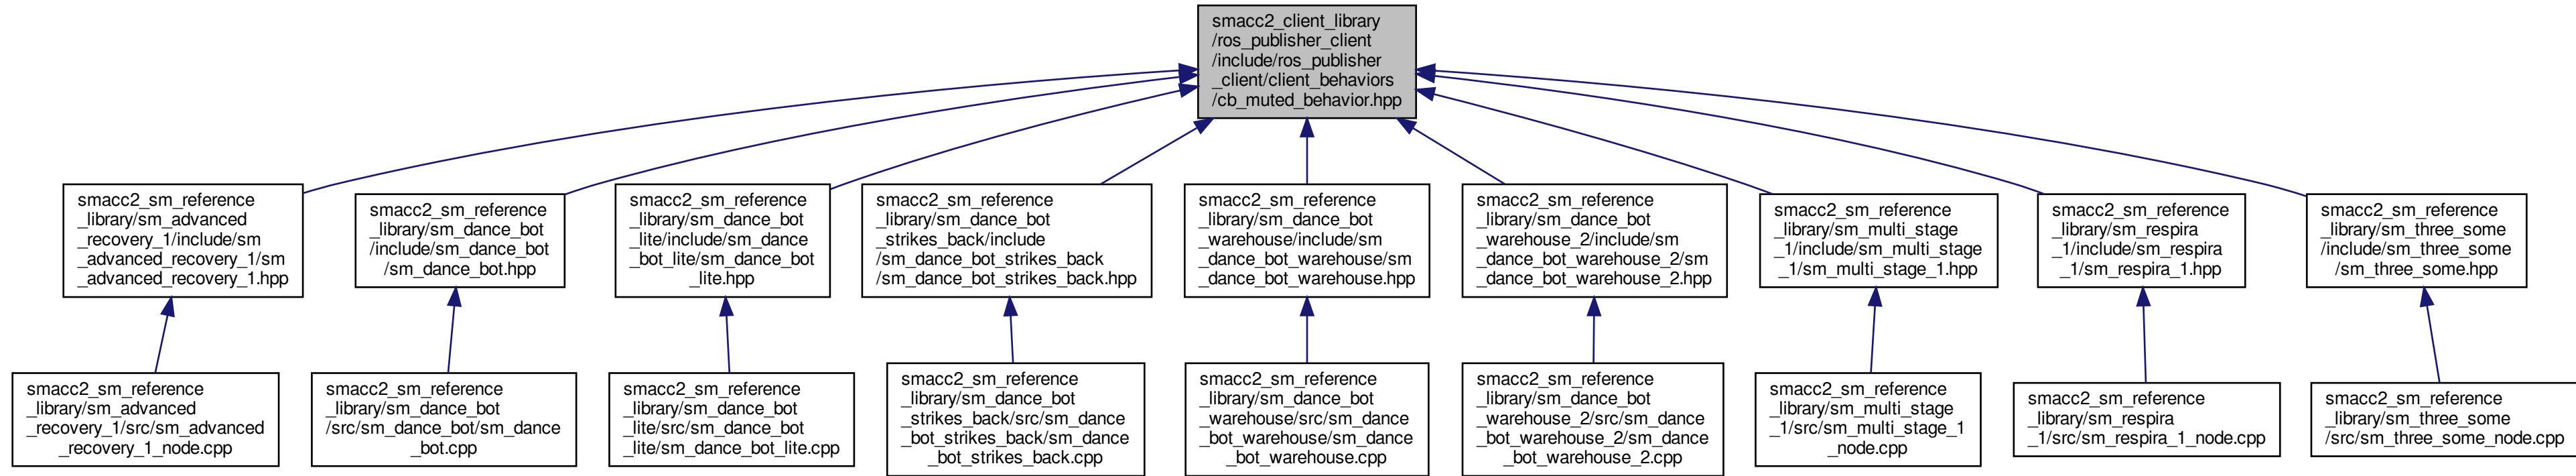 smacc2_client_library
/ros_publisher_client
/include/ros_publisher
_client/client_behaviors
/cb_muted_behavior.hpp
smacc2_sm_reference
_library/sm_advanced
_recovery_1/include/sm
_advanced_recovery_1/sm
_advanced_recovery_1.hpp
smacc2_sm_reference
_library/sm_dance_bot
/include/sm_dance_bot
/sm_dance_bot.hpp
smacc2_sm_reference
_library/sm_dance_bot
_lite/include/sm_dance
_bot_lite/sm_dance_bot
_lite.hpp
smacc2_sm_reference
_library/sm_dance_bot
_strikes_back/include
/sm_dance_bot_strikes_back
/sm_dance_bot_strikes_back.hpp
smacc2_sm_reference
_library/sm_dance_bot
_warehouse/include/sm
_dance_bot_warehouse/sm
_dance_bot_warehouse.hpp
smacc2_sm_reference
_library/sm_dance_bot
_warehouse_2/include/sm
_dance_bot_warehouse_2/sm
_dance_bot_warehouse_2.hpp
smacc2_sm_reference
_library/sm_multi_stage
_1/include/sm_multi_stage
_1/sm_multi_stage_1.hpp
smacc2_sm_reference
_library/sm_respira
_1/include/sm_respira
_1/sm_respira_1.hpp
smacc2_sm_reference
_library/sm_three_some
/include/sm_three_some
/sm_three_some.hpp
smacc2_sm_reference
_library/sm_advanced
_recovery_1/src/sm_advanced
_recovery_1_node.cpp
smacc2_sm_reference
_library/sm_dance_bot
/src/sm_dance_bot/sm_dance
_bot.cpp
smacc2_sm_reference
_library/sm_dance_bot
_lite/src/sm_dance_bot
_lite/sm_dance_bot_lite.cpp
smacc2_sm_reference
_library/sm_dance_bot
_strikes_back/src/sm_dance
_bot_strikes_back/sm_dance
_bot_strikes_back.cpp
smacc2_sm_reference
_library/sm_dance_bot
_warehouse/src/sm_dance
_bot_warehouse/sm_dance
_bot_warehouse.cpp
smacc2_sm_reference
_library/sm_dance_bot
_warehouse_2/src/sm_dance
_bot_warehouse_2/sm_dance
_bot_warehouse_2.cpp
smacc2_sm_reference
_library/sm_multi_stage
_1/src/sm_multi_stage_1
_node.cpp
smacc2_sm_reference
_library/sm_respira
_1/src/sm_respira_1_node.cpp
smacc2_sm_reference
_library/sm_three_some
/src/sm_three_some_node.cpp